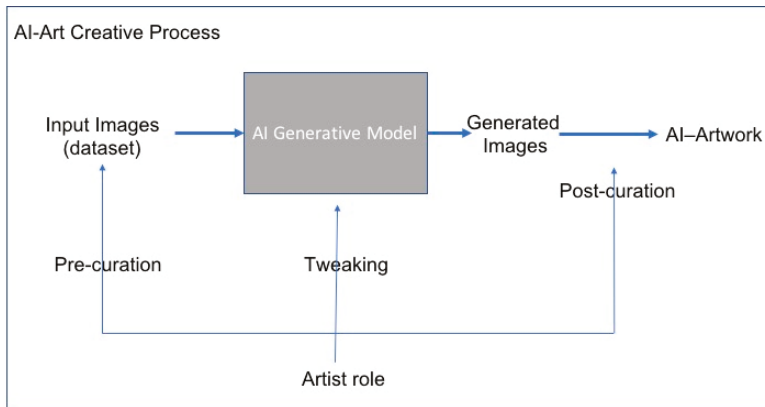 AI-Art Creative Process
Input Images
(dataset)
AI Generative Model
Generated
Images
AI–Artwork
Post-curation
Pre-curation
Tweaking
Artist role